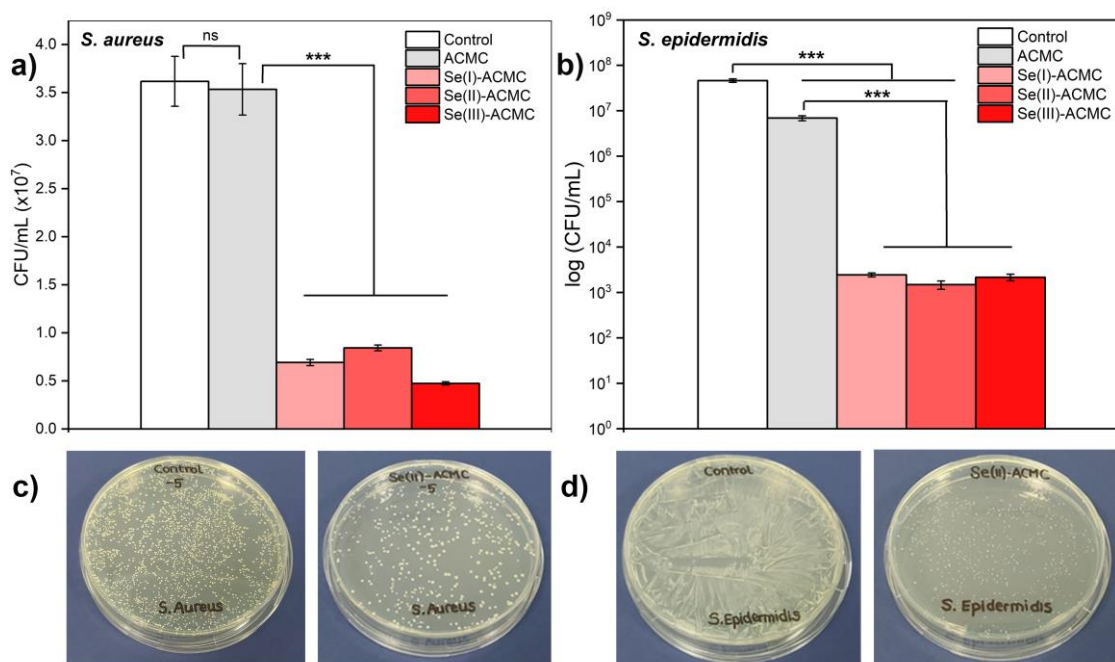 a)
S. aureus
ns
***
Control
ACMC
Se(I)-ACMC
Se(II)-ACMC
Se(III)-ACMC
CFU/mL (x10⁷)
4.0
3.5
3.0
2.5
2.0
1.5
1.0
0.5
0.0
b)
S. epidermidis
***
***
Control
ACMC
Se(I)-ACMC
Se(II)-ACMC
Se(III)-ACMC
log (CFU/mL)
10⁹
10⁸
10⁷
10⁶
10⁵
10⁴
10³
10²
10¹
10⁰
c)
Control
-5
S. Aureus
Se(II)-ACMC
-5
S. Aureus
d)
Control
S. Epidermidis
Se(II)-ACMC
S. Epidermidis